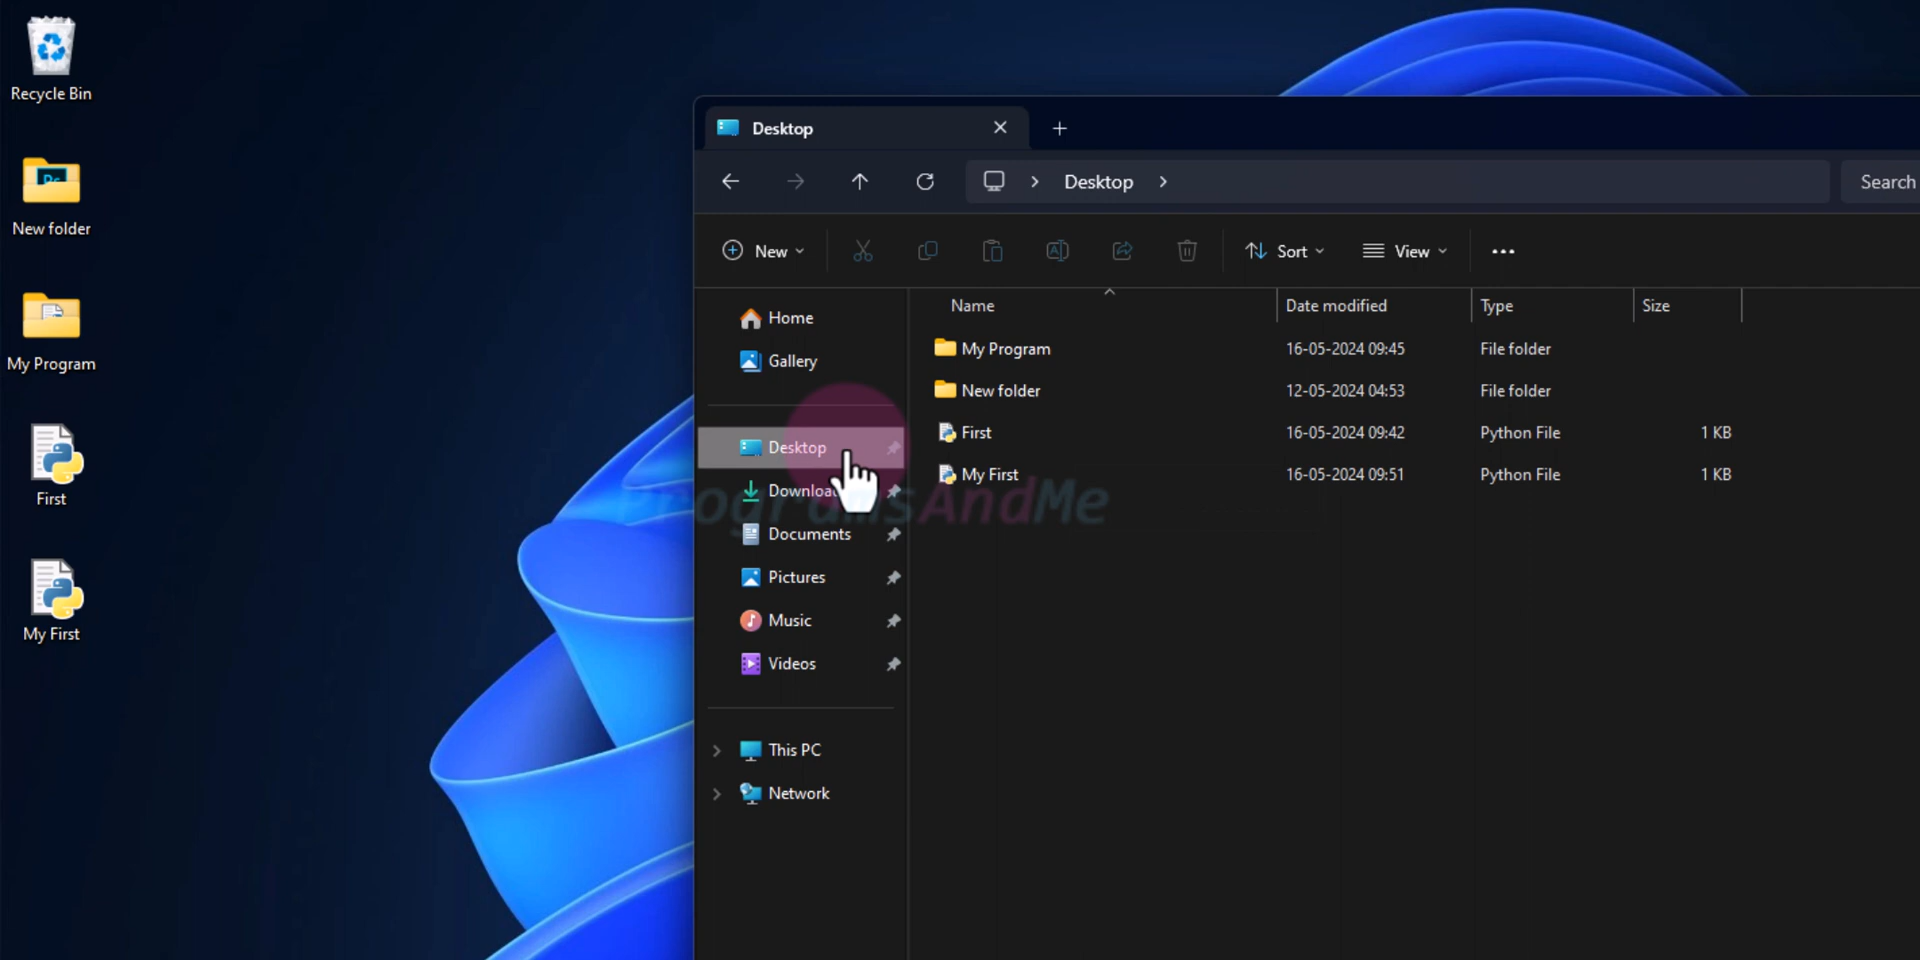 Recycle Bin
New folder
My Program
First
My First
Desktop
Desktop
Search
New
Sort
View
Name Date modified Type Size
My Program 16-05-2024 09:45 File folder
New folder 12-05-2024 04:53 File folder
First 16-05-2024 09:42 Python File 1 KB
My First 16-05-2024 09:51 Python File 1 KB
Home
Gallery
Desktop
Downloa
Documents
Pictures
Music
Videos
This PC
Network
ProgramsAndMe